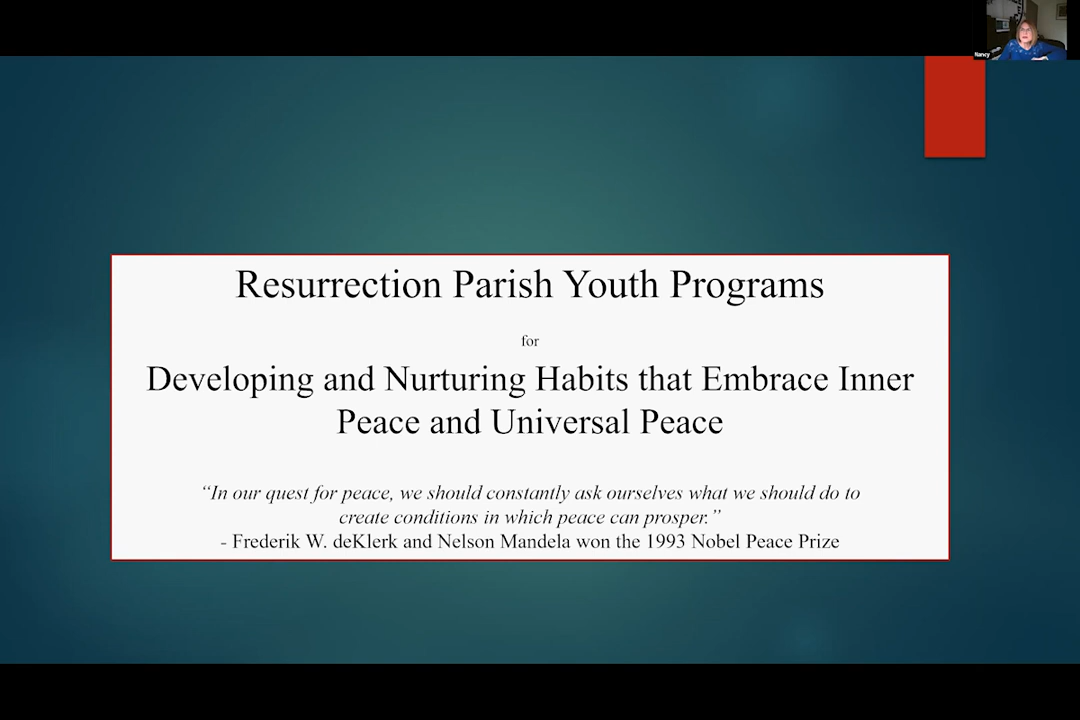 Nancy
Resurrection Parish Youth Programs
for
Developing and Nurturing Habits that Embrace Inner
Peace and Universal Peace
“In our quest for peace, we should constantly ask ourselves what we should do to
create conditions in which peace can prosper.”
- Frederik W. deKlerk and Nelson Mandela won the 1993 Nobel Peace Prize